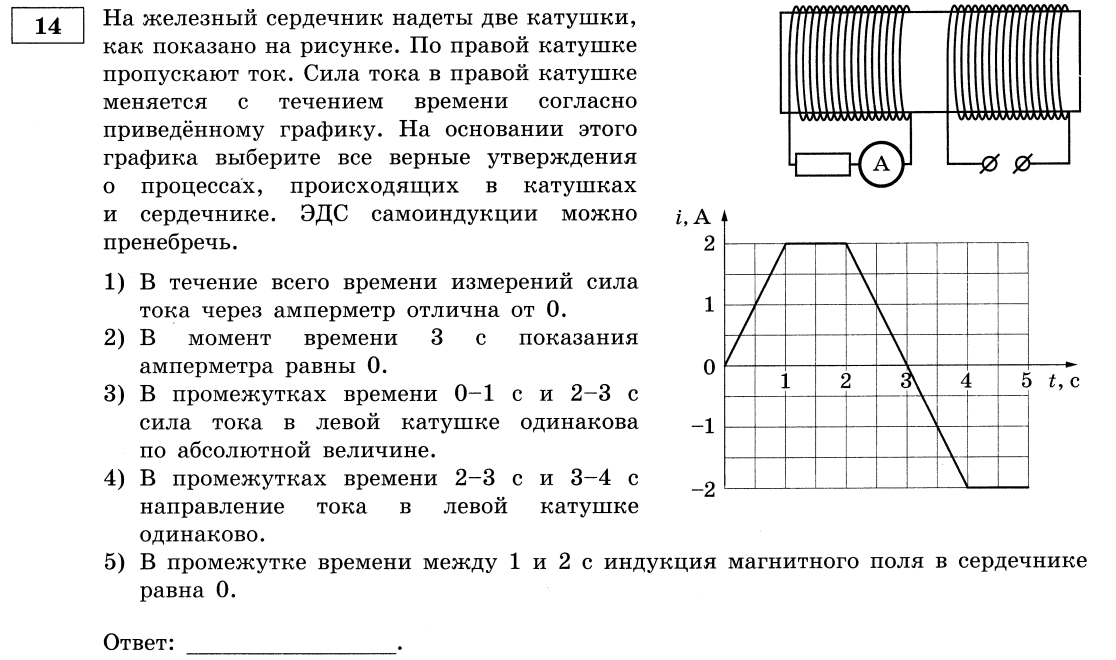 14
На железный сердечник надеты две катушки,
как показано на рисунке. По правой катушке
пропускают ток. Сила тока в правой катушке
меняется с течением времени согласно
приведённому графику. На основании этого
графика выберите все верные утверждения
о процессах, происходящих в катушках
и сердечнике. ЭДС самоиндукции можно
пренебречь.
1) В течение всего времени измерений сила
тока через амперметр отлична от 0.
2) В момент времени 3 с показания
амперметра равны 0.
3) В промежутках времени 0–1 с и 2–3 с
сила тока в левой катушке одинакова
по абсолютной величине.
4) В промежутках времени 2–3 с и 3–4 с
направление тока в левой катушке
одинаково.
5) В промежутке времени между 1 и 2 с индукция магнитного поля в сердечнике
равна 0.
Ответ: ________________.
A
i, А
2
1
0
1 2 3 4 5 t, с
–1
–2